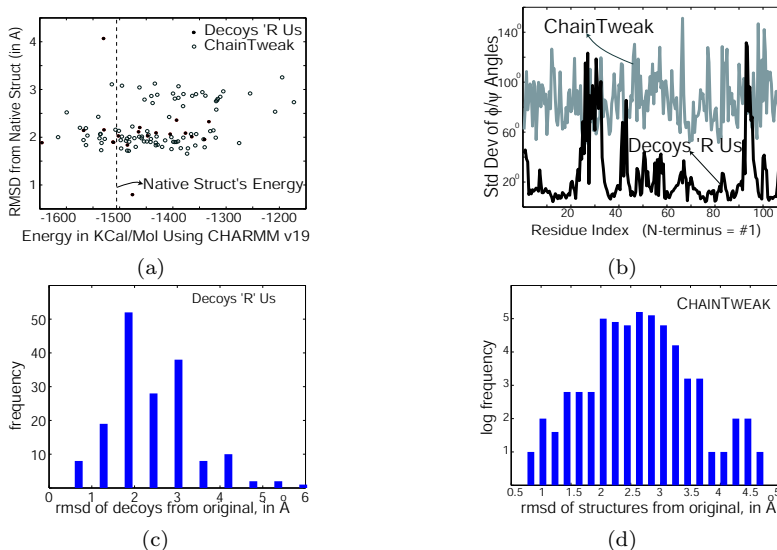 Decoys 'R Us
ChainTweak
RMSD from Native Struct (in A)
4
3
2
1
Native Struct's Energy
-1600 -1500 -1400 -1300 -1200
Energy in KCal/Mol Using CHARMM v19
(a)
ChainTweak
Std Dev of ϕ/ψ Angles
140°
100°
60°
20°
Decoys 'R Us
20 40 60 80 100
Residue Index (N-terminus = #1)
(b)
Decoys 'R' Us
frequency
50
40
30
20
10
0
0 1 2 3 4 5 6
rmsd of decoys from original, in Å
(c)
CHAINTWEAK
log frequency
5
4
3
2
1
0.5 1 1.5 2 2.5 3 3.5 4 4.5 5
rmsd of structures from original, in Å
(d)